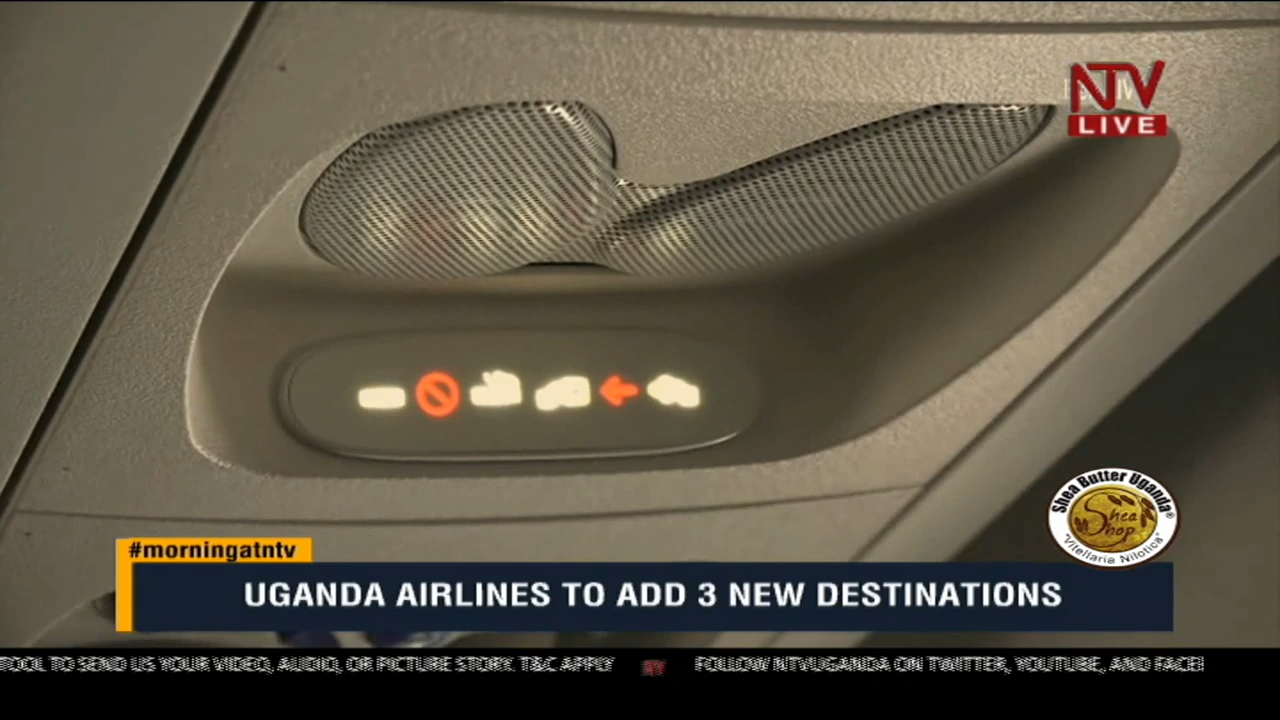 NTV
LIVE
Shea Butter Uganda®
Shea
Shop
"Vitellaria Nilotica"
#morningatntv
UGANDA AIRLINES TO ADD 3 NEW DESTINATIONS
TOOL TO SEND US YOUR VIDEO, AUDIO, OR PICTURE STORY. T&C APPLY FOLLOW NTVUGANDA ON TWITTER, YOUTUBE, AND